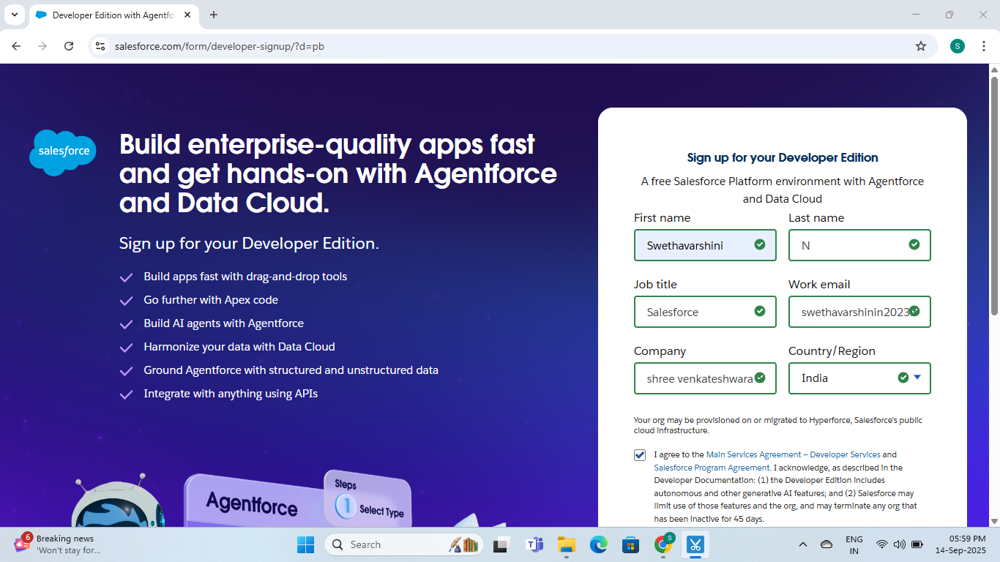 Developer Edition with Agentfo
salesforce.com/form/developer-signup/?d=pb
S
salesforce
Build enterprise-quality apps fast
and get hands-on with Agentforce
and Data Cloud.
Sign up for your Developer Edition.
Build apps fast with drag-and-drop tools
Go further with Apex code
Build AI agents with Agentforce
Harmonize your data with Data Cloud
Ground Agentforce with structured and unstructured data
Integrate with anything using APIs
Agentforce
Steps
1 Select Type
Sign up for your Developer Edition
A free Salesforce Platform environment with Agentforce
and Data Cloud
First name Last name
Swethavarshini N
Job title Work email
Salesforce swethavarshinin2023
Company Country/Region
shree venkateshwara India
Your org may be provisioned on or migrated to Hyperforce, Salesforce's public
cloud infrastructure.
I agree to the Main Services Agreement – Developer Services and
Salesforce Program Agreement. I acknowledge, as described in the
Developer Documentation: (1) the Developer Edition includes
autonomous and other generative AI features; and (2) Salesforce may
limit use of those features and the org, and may terminate any org that
has been inactive for 45 days.
6
Breaking news
'Won't stay for...
Search
S
ENG
IN
05:59 PM
14-Sep-2025